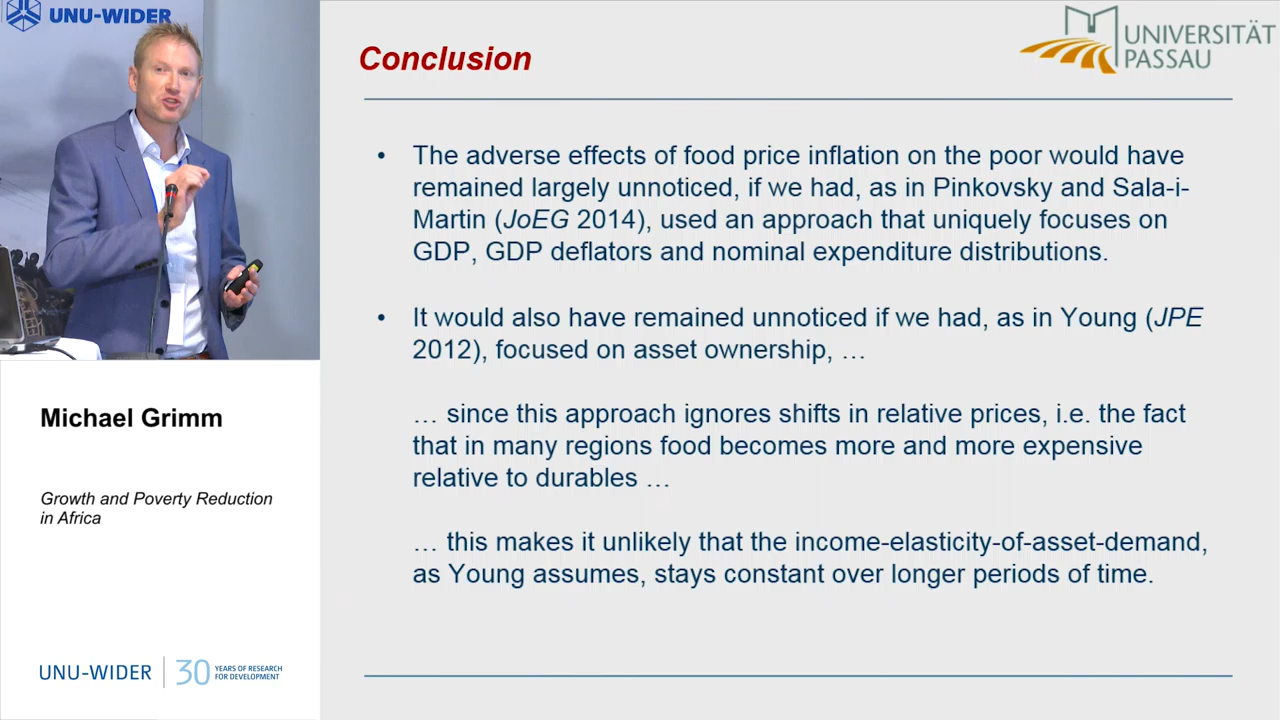 UNU-WIDER
Conclusion
UNIVERSITÄT
PASSAU
• The adverse effects of food price inflation on the poor would have
remained largely unnoticed, if we had, as in Pinkovsky and Sala-i-
Martin (JoEG 2014), used an approach that uniquely focuses on
GDP, GDP deflators and nominal expenditure distributions.
• It would also have remained unnoticed if we had, as in Young (JPE
2012), focused on asset ownership, …
… since this approach ignores shifts in relative prices, i.e. the fact
that in many regions food becomes more and more expensive
relative to durables …
… this makes it unlikely that the income-elasticity-of-asset-demand,
as Young assumes, stays constant over longer periods of time.
Michael Grimm
Growth and Poverty Reduction
in Africa
UNU-WIDER
30 YEARS OF RESEARCH
FOR DEVELOPMENT